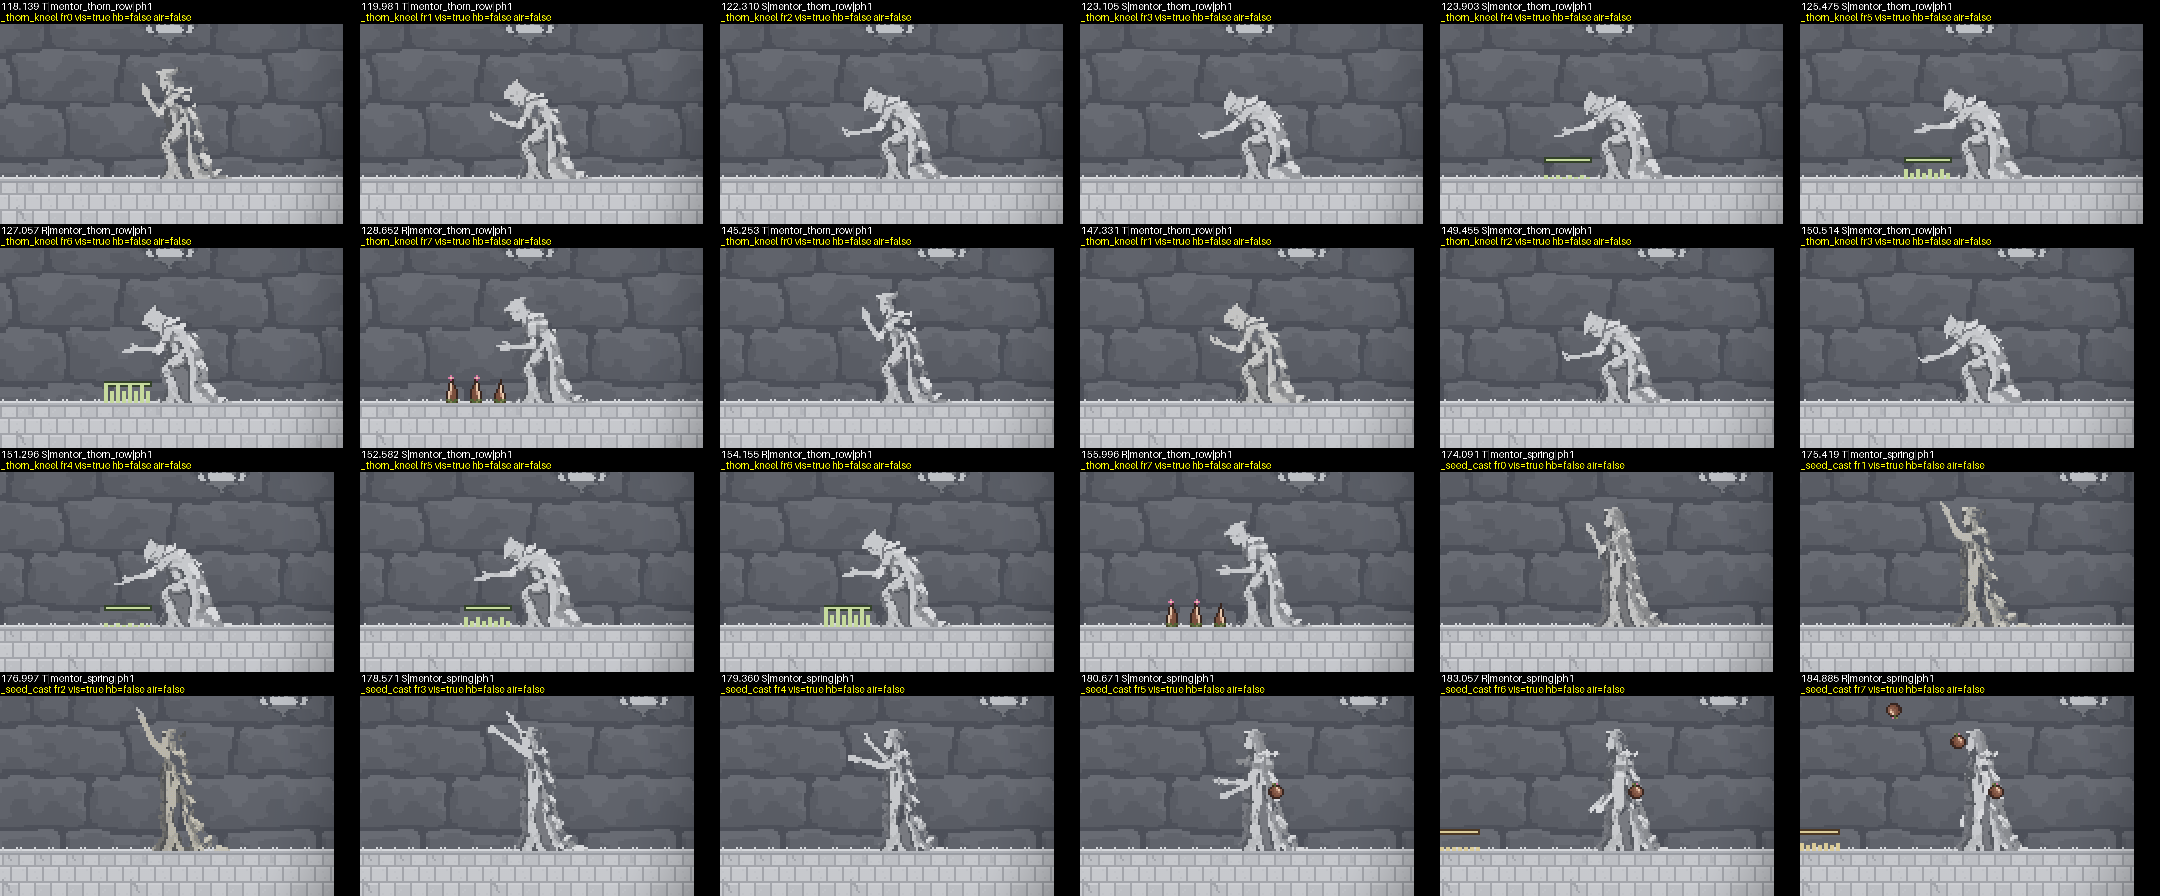 118.139 T|mentor_thorn_row|ph1
_thorn_kneel fr0 vis=true hb=false air=false
119.981 T|mentor_thorn_row|ph1
_thorn_kneel fr1 vis=true hb=false air=false
122.310 S|mentor_thorn_row|ph1
_thorn_kneel fr2 vis=true hb=false air=false
123.105 S|mentor_thorn_row|ph1
_thorn_kneel fr3 vis=true hb=false air=false
123.903 S|mentor_thorn_row|ph1
_thorn_kneel fr4 vis=true hb=false air=false
125.475 S|mentor_thorn_row|ph1
_thorn_kneel fr5 vis=true hb=false air=false
127.057 R|mentor_thorn_row|ph1
_thorn_kneel fr6 vis=true hb=false air=false
128.652 R|mentor_thorn_row|ph1
_thorn_kneel fr7 vis=true hb=false air=false
145.253 T|mentor_thorn_row|ph1
_thorn_kneel fr0 vis=true hb=false air=false
147.331 T|mentor_thorn_row|ph1
_thorn_kneel fr1 vis=true hb=false air=false
149.455 S|mentor_thorn_row|ph1
_thorn_kneel fr2 vis=true hb=false air=false
150.514 S|mentor_thorn_row|ph1
_thorn_kneel fr3 vis=true hb=false air=false
151.296 S|mentor_thorn_row|ph1
_thorn_kneel fr4 vis=true hb=false air=false
152.582 S|mentor_thorn_row|ph1
_thorn_kneel fr5 vis=true hb=false air=false
154.155 R|mentor_thorn_row|ph1
_thorn_kneel fr6 vis=true hb=false air=false
155.996 R|mentor_thorn_row|ph1
_thorn_kneel fr7 vis=true hb=false air=false
174.091 T|mentor_spring|ph1
_seed_cast fr0 vis=true hb=false air=false
175.419 T|mentor_spring|ph1
_seed_cast fr1 vis=true hb=false air=false
176.997 T|mentor_spring|ph1
_seed_cast fr2 vis=true hb=false air=false
178.571 S|mentor_spring|ph1
_seed_cast fr3 vis=true hb=false air=false
179.360 S|mentor_spring|ph1
_seed_cast fr4 vis=true hb=false air=false
180.671 S|mentor_spring|ph1
_seed_cast fr5 vis=true hb=false air=false
183.057 R|mentor_spring|ph1
_seed_cast fr6 vis=true hb=false air=false
184.885 R|mentor_spring|ph1
_seed_cast fr7 vis=true hb=false air=false